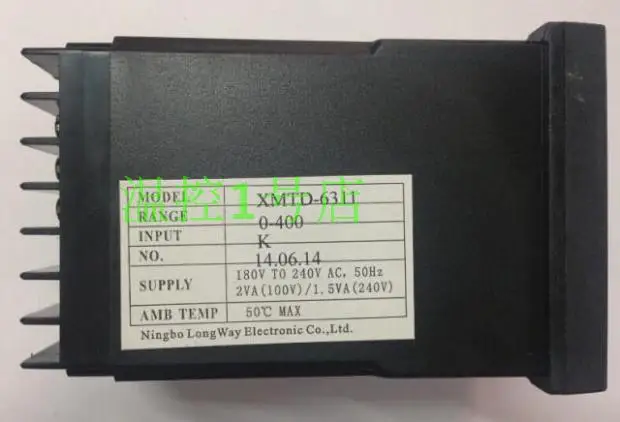 MODEL XMTD-6311
RANGE 0-400
INPUT K
NO. 14.06.14
SUPPLY 180V TO 240V AC, 50Hz
2VA(100V)/1.5VA(240V)
AMB TEMP 50℃ MAX
Ningbo LongWay Electronic Co.,Ltd.
温控1号店